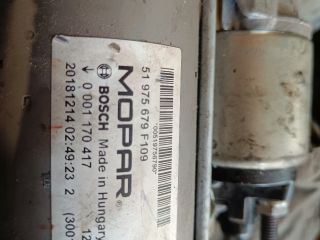 51 975 679 F109
MOPAR®
BOSCH Made in Hungary
0 001 170 417
20181214 02:49:23 2